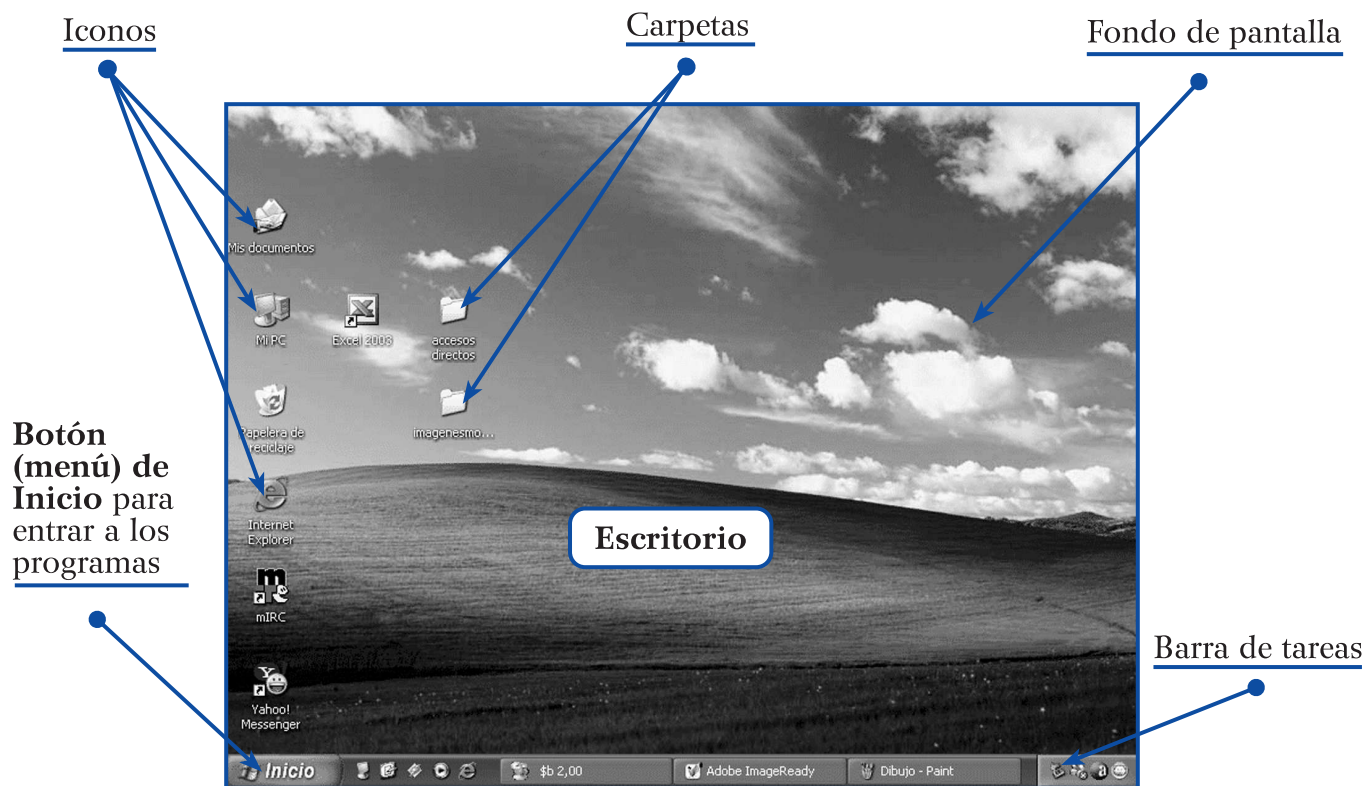 Iconos
Carpetas
Fondo de pantalla
Mis documentos
Mi PC
Excel 2003
accesos
directos
Papelera de
reciclaje
imagenesmo...
Botón
(menú) de
Inicio para
entrar a los
programas
Internet
Explorer
Escritorio
mIRC
Barra de tareas
Yahoo!
Messenger
Inicio
$b 2,00
Adobe ImageReady
Dibujo - Paint